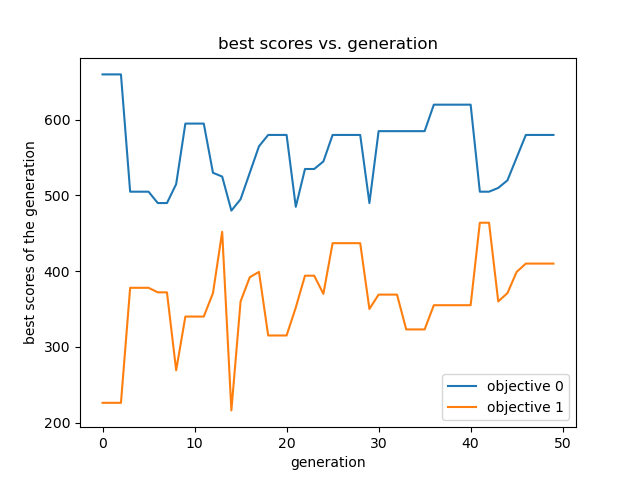 best scores vs. generation
best scores of the generation
600
500
400
300
200
0
10
20
30
40
50
generation
objective 0
objective 1